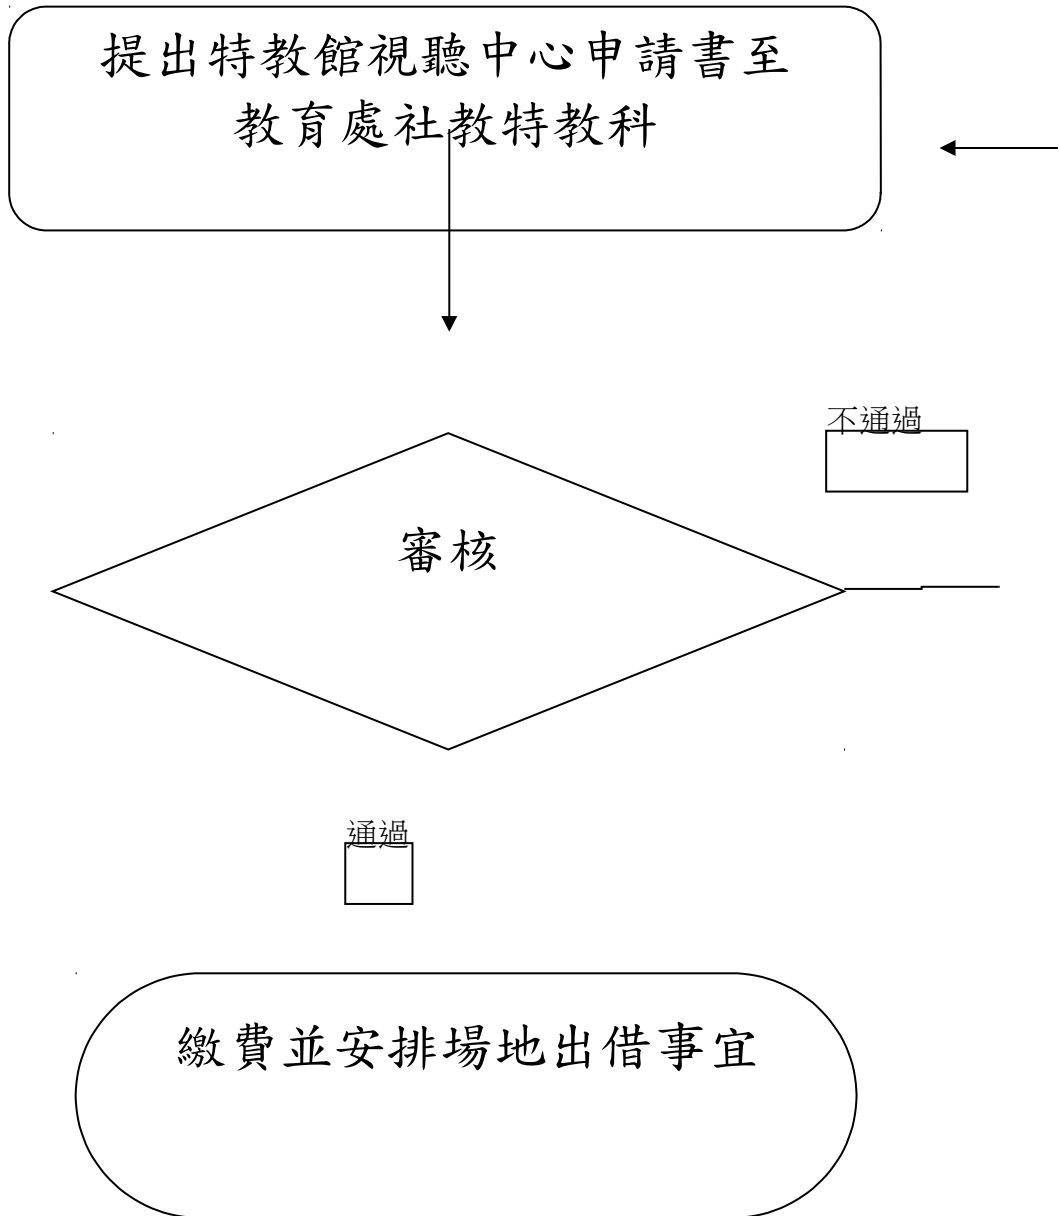 提出特教館視聽中心申請書至
教育處社教特教科
不通過
審核
通過
繳費並安排場地出借事宜